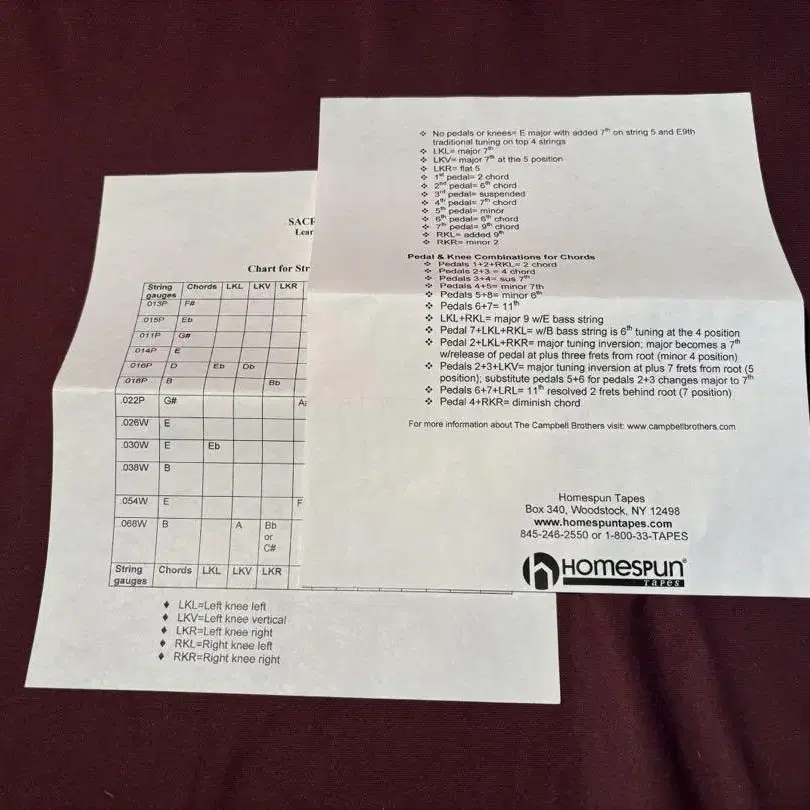 SACR
Lear
Chart for Str
String gauges Chords LKL LKV LKR
.013P F#
.015P Eb
.011P G#
.014P E
.016P D Eb Db
.018P B Bb
.022P G#
.026W E
.030W E Eb
.038W B
.054W E F
.068W B A Bb or C#
String gauges Chords LKL LKV LKR
♦ LKL=Left knee left
♦ LKV=Left knee vertical
♦ LKR=Left knee right
♦ RKL=Right knee left
♦ RKR=Right knee right
❖ No pedals or knees= E major with added 7th on string 5 and E9th
traditional tuning on top 4 strings
❖ LKL= major 7th
❖ LKV= major 7th at the 5 position
❖ LKR= flat 5
❖ 1st pedal= 2 chord
❖ 2nd pedal= 6th chord
❖ 3rd pedal= suspended
❖ 4th pedal= 7th chord
❖ 5th pedal= minor
❖ 6th pedal= 6th chord
❖ 7th pedal= 9th chord
❖ RKL= added 9th
❖ RKR= minor 2
Pedal & Knee Combinations for Chords
❖ Pedals 1+2+RKL= 2 chord
❖ Pedals 2+3 = 4 chord
❖ Pedals 3+4= sus 7th
❖ Pedals 4+5= minor 7th
❖ Pedals 5+8= minor 6th
❖ Pedals 6+7= 11th
❖ LKL+RKL= major 9 w/E bass string
❖ Pedal 7+LKL+RKL= w/B bass string is 6th tuning at the 4 position
❖ Pedal 2+LKL+RKR= major tuning inversion; major becomes a 7th
w/release of pedal at plus three frets from root (minor 4 position)
❖ Pedals 2+3+LKV= major tuning inversion at plus 7 frets from root (5
position); substitute pedals 5+6 for pedals 2+3 changes major to 7th
❖ Pedals 6+7+LRL= 11th resolved 2 frets behind root (7 position)
❖ Pedal 4+RKR= diminish chord
For more information about The Campbell Brothers visit: www.campbellbrothers.com
Homespun Tapes
Box 340, Woodstock, NY 12498
www.homespuntapes.com
845-246-2550 or 1-800-33-TAPES
HOMESPUN®
TAPES